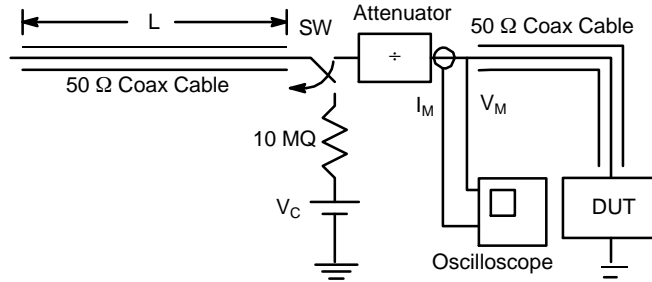 L
SW
Attenuator
÷
50 Ω Coax Cable
50 Ω Coax Cable
I_M
V_M
10 MQ
V_C
DUT
Oscilloscope